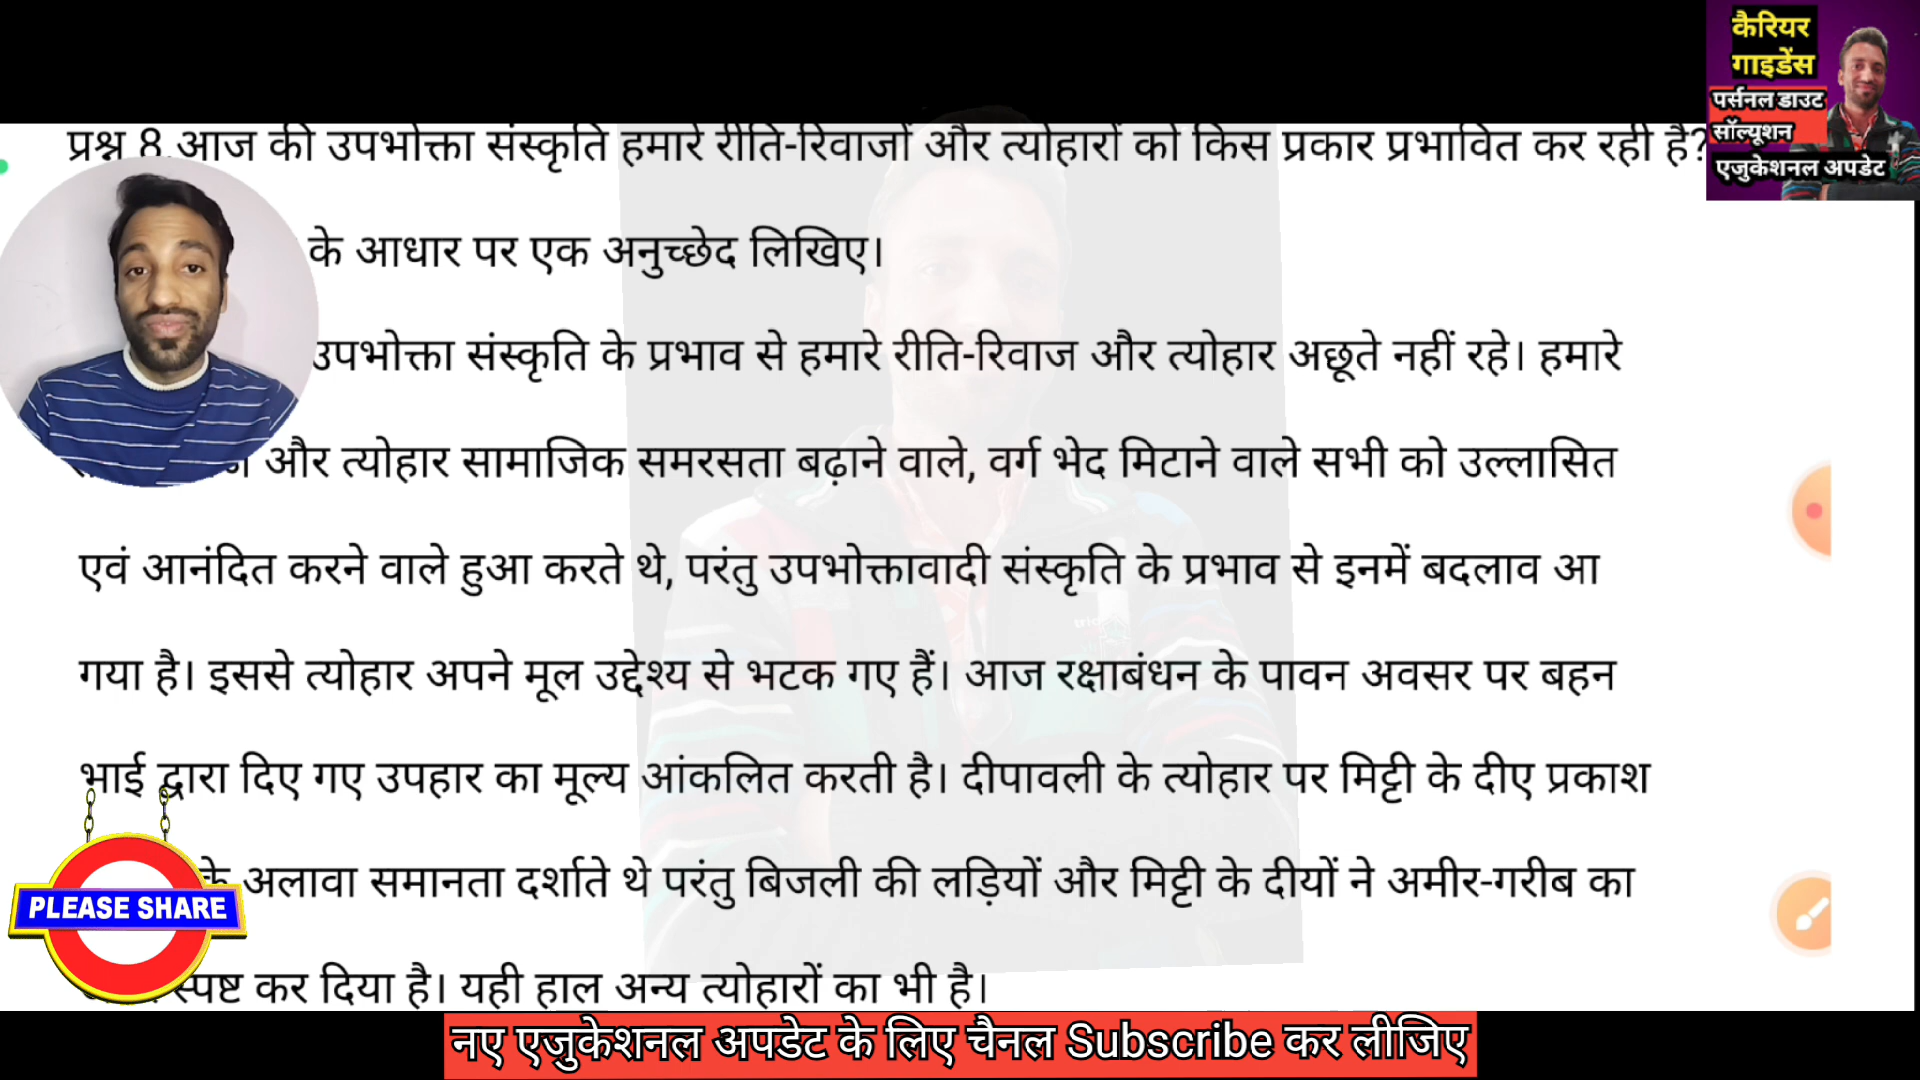 कैरियर
गाइडेंस
पर्सनल डाउट
सॉल्यूशन
एजुकेशनल अपडेट
प्रश्न 8.आज की उपभोक्ता संस्कृति हमारे रीति-रिवाजों और त्योहारों को किस प्रकार प्रभावित कर रही है?
के आधार पर एक अनुच्छेद लिखिए।
उपभोक्ता संस्कृति के प्रभाव से हमारे रीति-रिवाज और त्योहार अछूते नहीं रहे। हमारे
और त्योहार सामाजिक समरसता बढ़ाने वाले, वर्ग भेद मिटाने वाले सभी को उल्लासित
एवं आनंदित करने वाले हुआ करते थे, परंतु उपभोक्तावादी संस्कृति के प्रभाव से इनमें बदलाव आ
गया है। इससे त्योहार अपने मूल उद्देश्य से भटक गए हैं। आज रक्षाबंधन के पावन अवसर पर बहन
भाई द्वारा दिए गए उपहार का मूल्य आंकलित करती है। दीपावली के त्योहार पर मिट्टी के दीए प्रकाश
के अलावा समानता दर्शाते थे परंतु बिजली की लड़ियों और मिट्टी के दीयों ने अमीर-गरीब का
स्पष्ट कर दिया है। यही हाल अन्य त्योहारों का भी है।
PLEASE SHARE
नए एजुकेशनल अपडेट के लिए चैनल Subscribe कर लीजिए